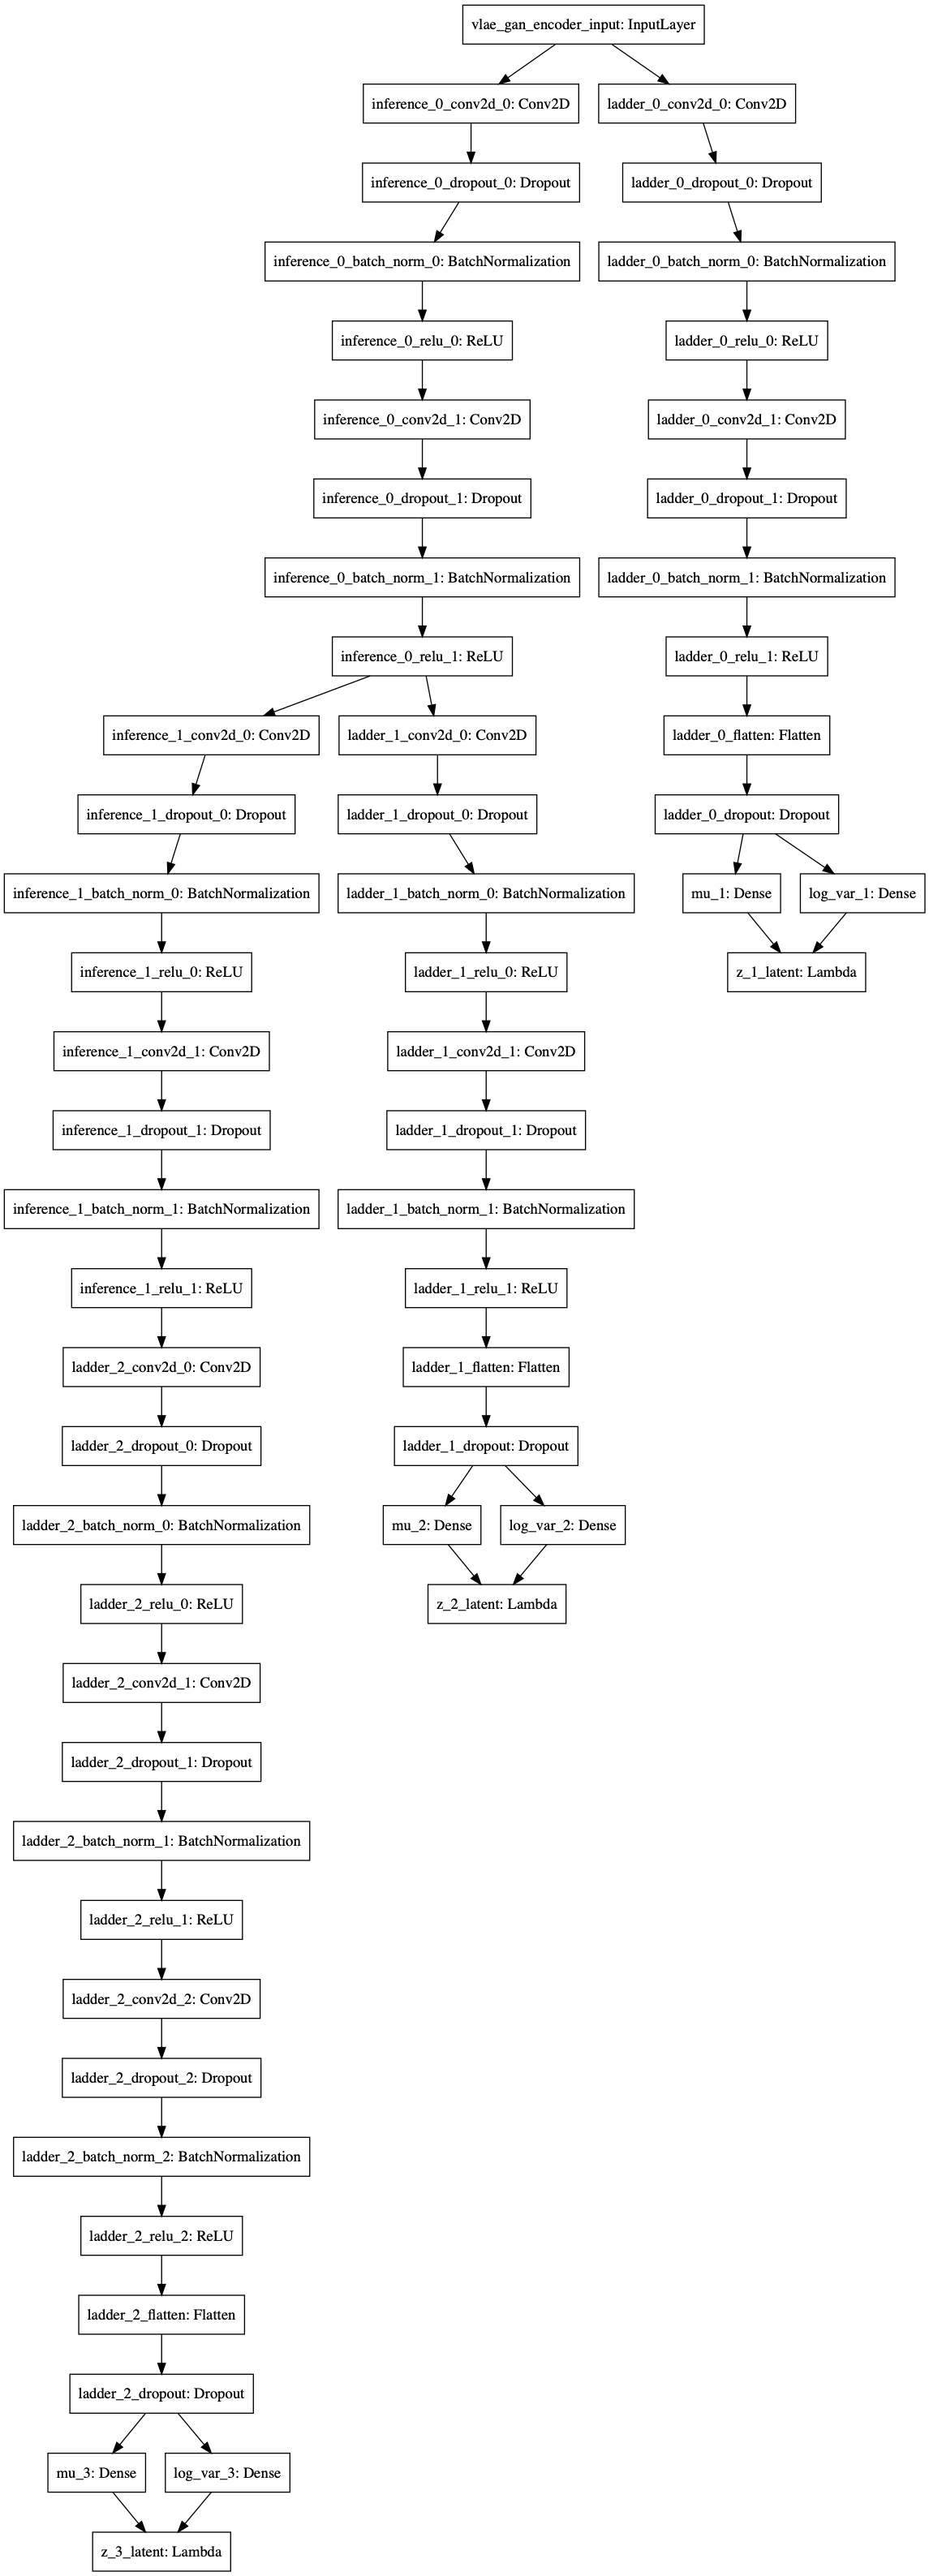 vlae_gan_encoder_input: InputLayer
inference_0_conv2d_0: Conv2D
ladder_0_conv2d_0: Conv2D
inference_0_dropout_0: Dropout
ladder_0_dropout_0: Dropout
inference_0_batch_norm_0: BatchNormalization
ladder_0_batch_norm_0: BatchNormalization
inference_0_relu_0: ReLU
ladder_0_relu_0: ReLU
inference_0_conv2d_1: Conv2D
ladder_0_conv2d_1: Conv2D
inference_0_dropout_1: Dropout
ladder_0_dropout_1: Dropout
inference_0_batch_norm_1: BatchNormalization
ladder_0_batch_norm_1: BatchNormalization
inference_0_relu_1: ReLU
ladder_0_relu_1: ReLU
inference_1_conv2d_0: Conv2D
ladder_1_conv2d_0: Conv2D
ladder_0_flatten: Flatten
inference_1_dropout_0: Dropout
ladder_1_dropout_0: Dropout
ladder_0_dropout: Dropout
inference_1_batch_norm_0: BatchNormalization
ladder_1_batch_norm_0: BatchNormalization
mu_1: Dense
log_var_1: Dense
inference_1_relu_0: ReLU
ladder_1_relu_0: ReLU
z_1_latent: Lambda
inference_1_conv2d_1: Conv2D
ladder_1_conv2d_1: Conv2D
inference_1_dropout_1: Dropout
ladder_1_dropout_1: Dropout
inference_1_batch_norm_1: BatchNormalization
ladder_1_batch_norm_1: BatchNormalization
inference_1_relu_1: ReLU
ladder_1_relu_1: ReLU
ladder_2_conv2d_0: Conv2D
ladder_1_flatten: Flatten
ladder_2_dropout_0: Dropout
ladder_1_dropout: Dropout
ladder_2_batch_norm_0: BatchNormalization
mu_2: Dense
log_var_2: Dense
ladder_2_relu_0: ReLU
z_2_latent: Lambda
ladder_2_conv2d_1: Conv2D
ladder_2_dropout_1: Dropout
ladder_2_batch_norm_1: BatchNormalization
ladder_2_relu_1: ReLU
ladder_2_conv2d_2: Conv2D
ladder_2_dropout_2: Dropout
ladder_2_batch_norm_2: BatchNormalization
ladder_2_relu_2: ReLU
ladder_2_flatten: Flatten
ladder_2_dropout: Dropout
mu_3: Dense
log_var_3: Dense
z_3_latent: Lambda